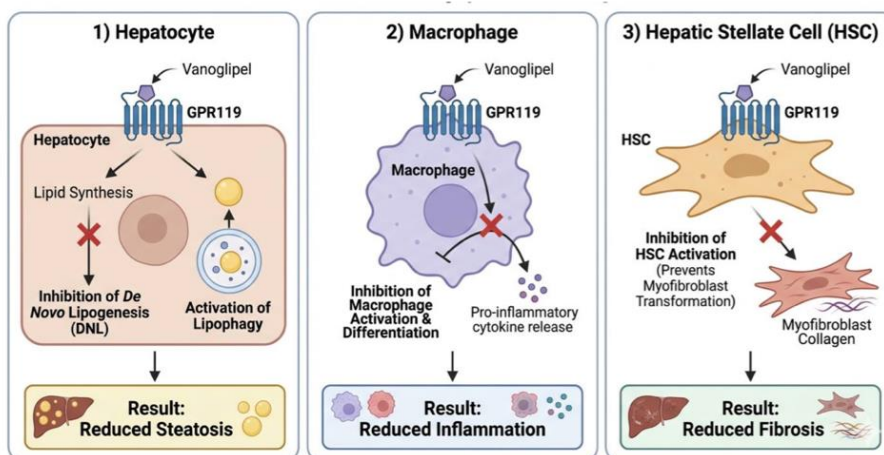 1) Hepatocyte
Vanoglipel
GPR119
Hepatocyte
Lipid Synthesis
Inhibition of De
Novo Lipogenesis
(DNL)
Activation of
Lipophagy
Result:
Reduced Steatosis
2) Macrophage
Vanoglipel
GPR119
Macrophage
Inhibition of
Macrophage
Activation &
Differentiation
Pro-inflammatory
cytokine release
Result:
Reduced Inflammation
3) Hepatic Stellate Cell (HSC)
Vanoglipel
GPR119
HSC
Inhibition of
HSC Activation
(Prevents
Myofibroblast
Transformation)
Myofibroblast
Collagen
Result:
Reduced Fibrosis